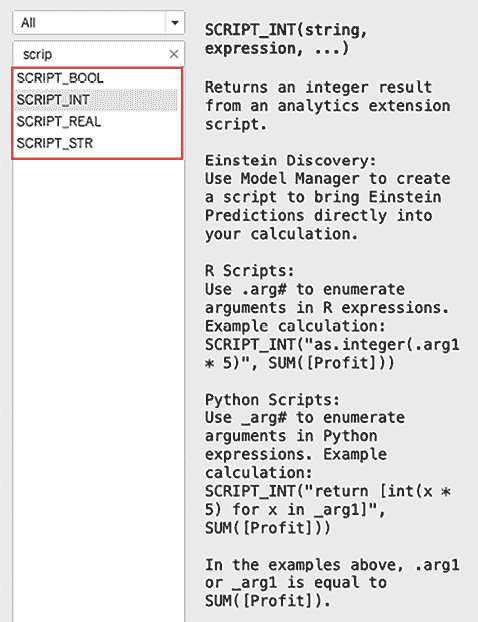 All
scrip ×
SCRIPT_BOOL
SCRIPT_INT
SCRIPT_REAL
SCRIPT_STR
SCRIPT_INT(string,
expression, ...)
Returns an integer result
from an analytics extension
script.
Einstein Discovery:
Use Model Manager to create
a script to bring Einstein
Predictions directly into
your calculation.
R Scripts:
Use .arg# to enumerate
arguments in R expressions.
Example calculation:
SCRIPT_INT("as.integer(.arg1
* 5)", SUM([Profit]))
Python Scripts:
Use _arg# to enumerate
arguments in Python
expressions. Example
calculation:
SCRIPT_INT("return [int(x *
5) for x in _arg1]",
SUM([Profit]))
In the examples above, .arg1
or _arg1 is equal to
SUM([Profit]).